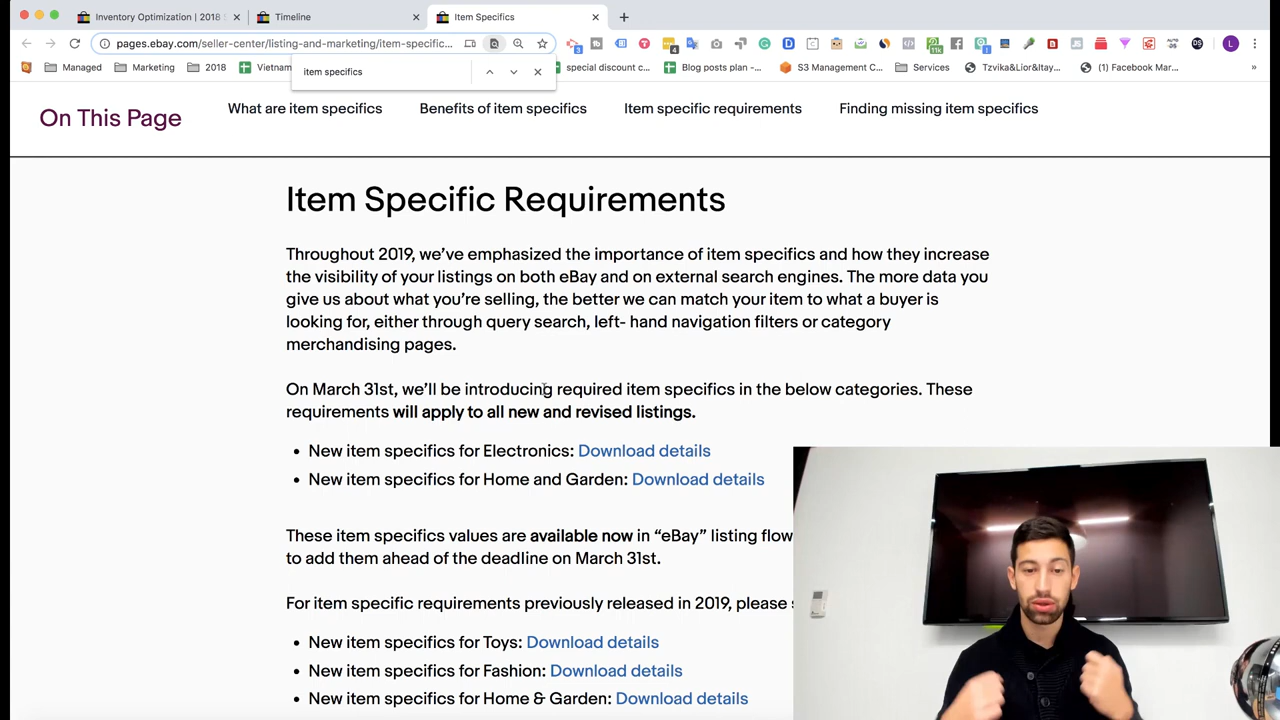 Inventory Optimization | 2018 S
Timeline
Item Specifics
pages.ebay.com/seller-center/listing-and-marketing/item-specific...
3
4
11k
1
L
Managed
Marketing
2018
Vietnam
item specifics
special discount c...
Blog posts plan -...
S3 Management C...
Services
Tzvika&Lior&Itay...
(1) Facebook Mar...
»
On This Page
What are item specifics
Benefits of item specifics
Item specific requirements
Finding missing item specifics
Item Specific Requirements
Throughout 2019, we've emphasized the importance of item specifics and how they increase
the visibility of your listings on both eBay and on external search engines. The more data you
give us about what you're selling, the better we can match your item to what a buyer is
looking for, either through query search, left- hand navigation filters or category
merchandising pages.
On March 31st, we'll be introducing required item specifics in the below categories. These
requirements will apply to all new and revised listings.
• New item specifics for Electronics: Download details
• New item specifics for Home and Garden: Download details
These item specifics values are available now in “eBay” listing flow
to add them ahead of the deadline on March 31st.
For item specific requirements previously released in 2019, please s
• New item specifics for Toys: Download details
• New item specifics for Fashion: Download details
• New item specifics for Home & Garden: Download details